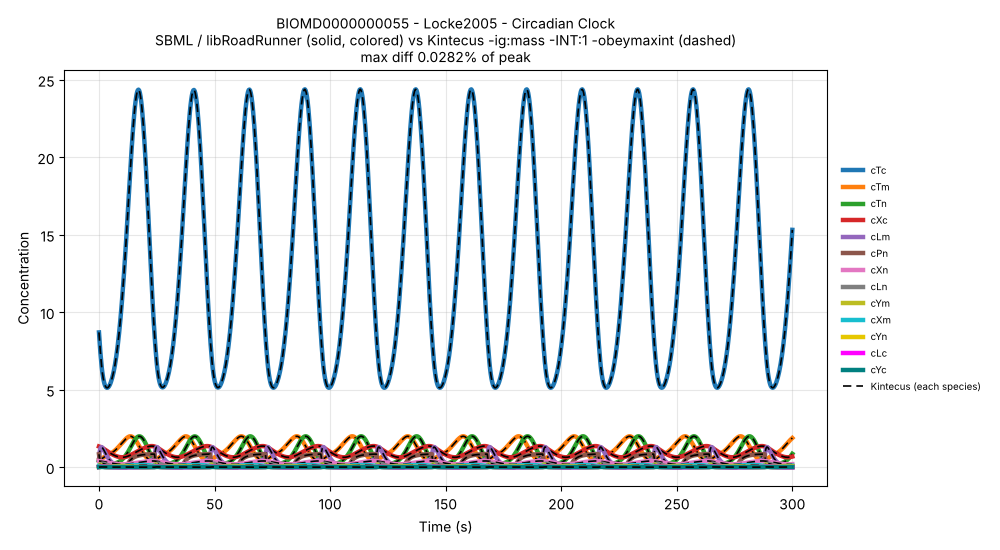 BIOMD0000000055 - Locke2005 - Circadian Clock
SBML / libRoadRunner (solid, colored) vs Kintecus -ig:mass -INT:1 -obeymaxint (dashed)
max diff 0.0282% of peak
Concentration
25
20
15
10
5
0
0 50 100 150 200 250 300
Time (s)
cTc
cTm
cTn
cXc
cLm
cPn
cXn
cLn
cYm
cXm
cYn
cLc
cYc
Kintecus (each species)